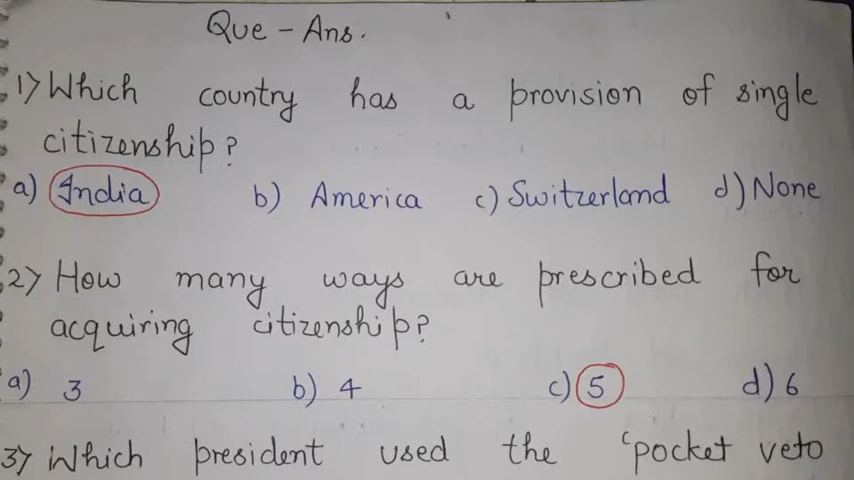 Que - Ans.
1) Which country has a provision of single
citizenship?
a) India b) America c) Switzerland d) None
2) How many ways are prescribed for
acquiring citizenship?
a) 3 b) 4 c) 5 d) 6
3) Which president used the 'pocket veto